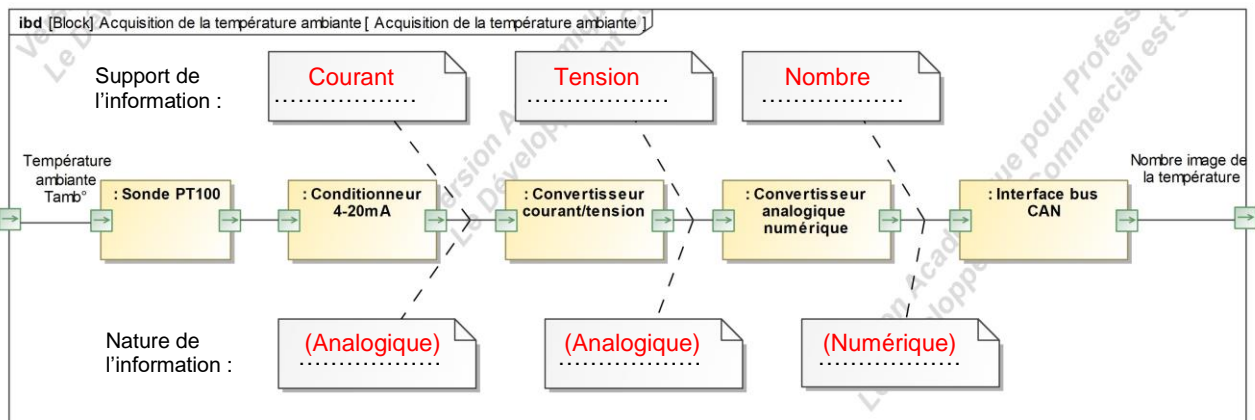 ibd [Block] Acquisition de la température ambiante [ Acquisition de la température ambiante ]
Support de
l'information :
Courant
..................
Tension
..................
Nombre
..................
Température
ambiante
Tamb°
: Sonde PT100
: Conditionneur
4-20mA
: Convertisseur
courant/tension
: Convertisseur
analogique
numérique
: Interface bus
CAN
Nombre image de
la température
Nature de
l'information :
(Analogique)
..................
(Analogique)
..................
(Numérique)
..................